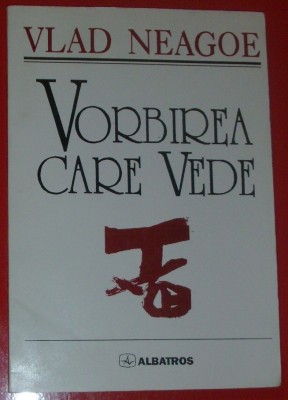 VLAD NEAGOE
VORBIREA
CARE VEDE
ALBATROS